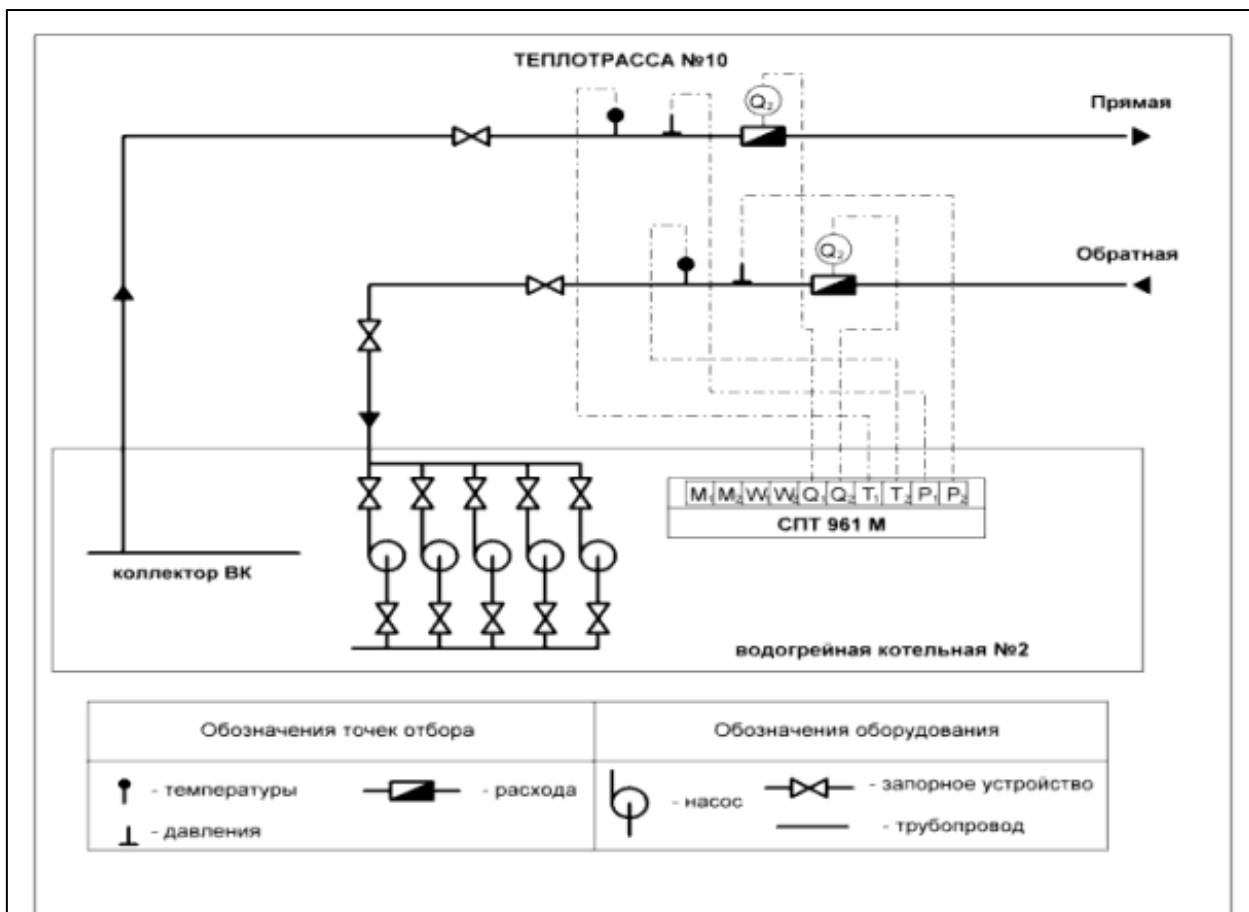 ТЕПЛОТРАССА №10
Q₂
Прямая
Q₂
Обратная
M₁ M₂ W₁ W₂ Q₁ Q₂ T₁ T₂ P₁ P₂
СПТ 961 М
коллектор ВК
водогрейная котельная №2
Обозначения точек отбора
Обозначения оборудования
- температуры
- расхода
- давления
- насос
- запорное устройство
- трубопровод